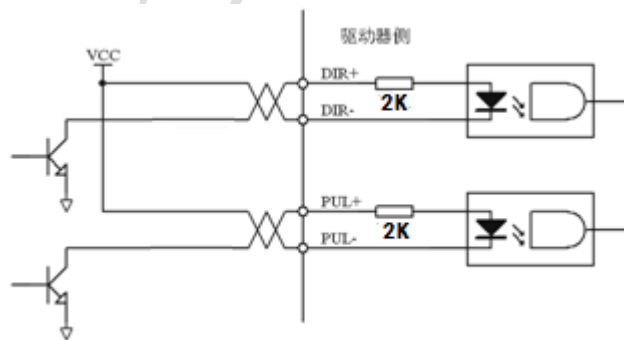 驱动器侧
VCC
DIR+
2K
DIR-
PUL+
2K
PUL-